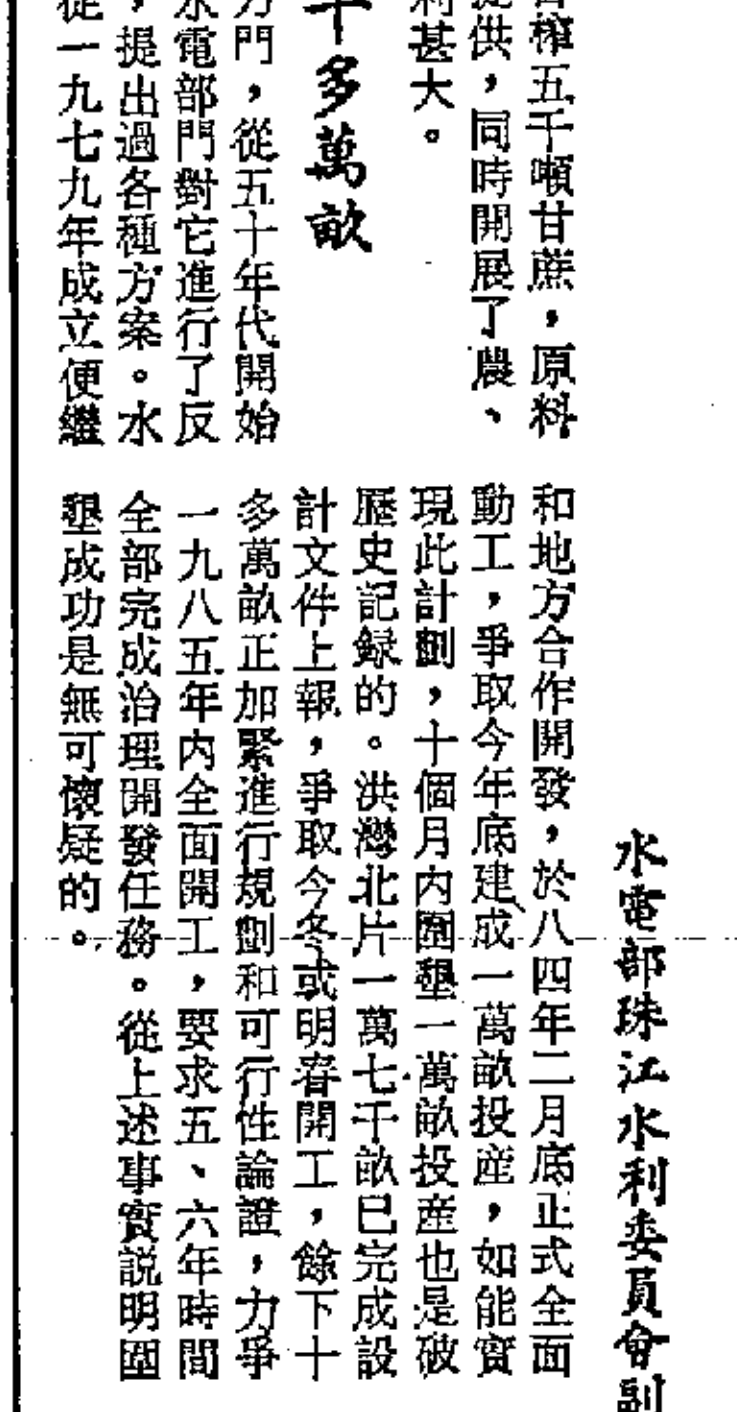 水電部珠江水利委員會副
榨五千噸甘蔗，原料
供，同時開展了農、
甚大。
十多萬畝
門，從五十年代開始
電部門對它進行了反
，提出過各種方案。水
從一九七九年成立便繼
和地方合作開發，於八四年二月底正式全面
動工，爭取今年底建成一萬畝投産，如能實
現此計劃，十個月内圍墾一萬畝投産也是破
歷史記録的。洪灣北片一萬七千畝已完成設
計文件上報，爭取今冬或明春開工，餘下十
多萬畝正加緊進行規劃和可行性論證，力爭
一九八五年内全面開工，要求五、六年時間
全部完成治理開發任務。從上述事實説明圍
墾成功是無可懷疑的。